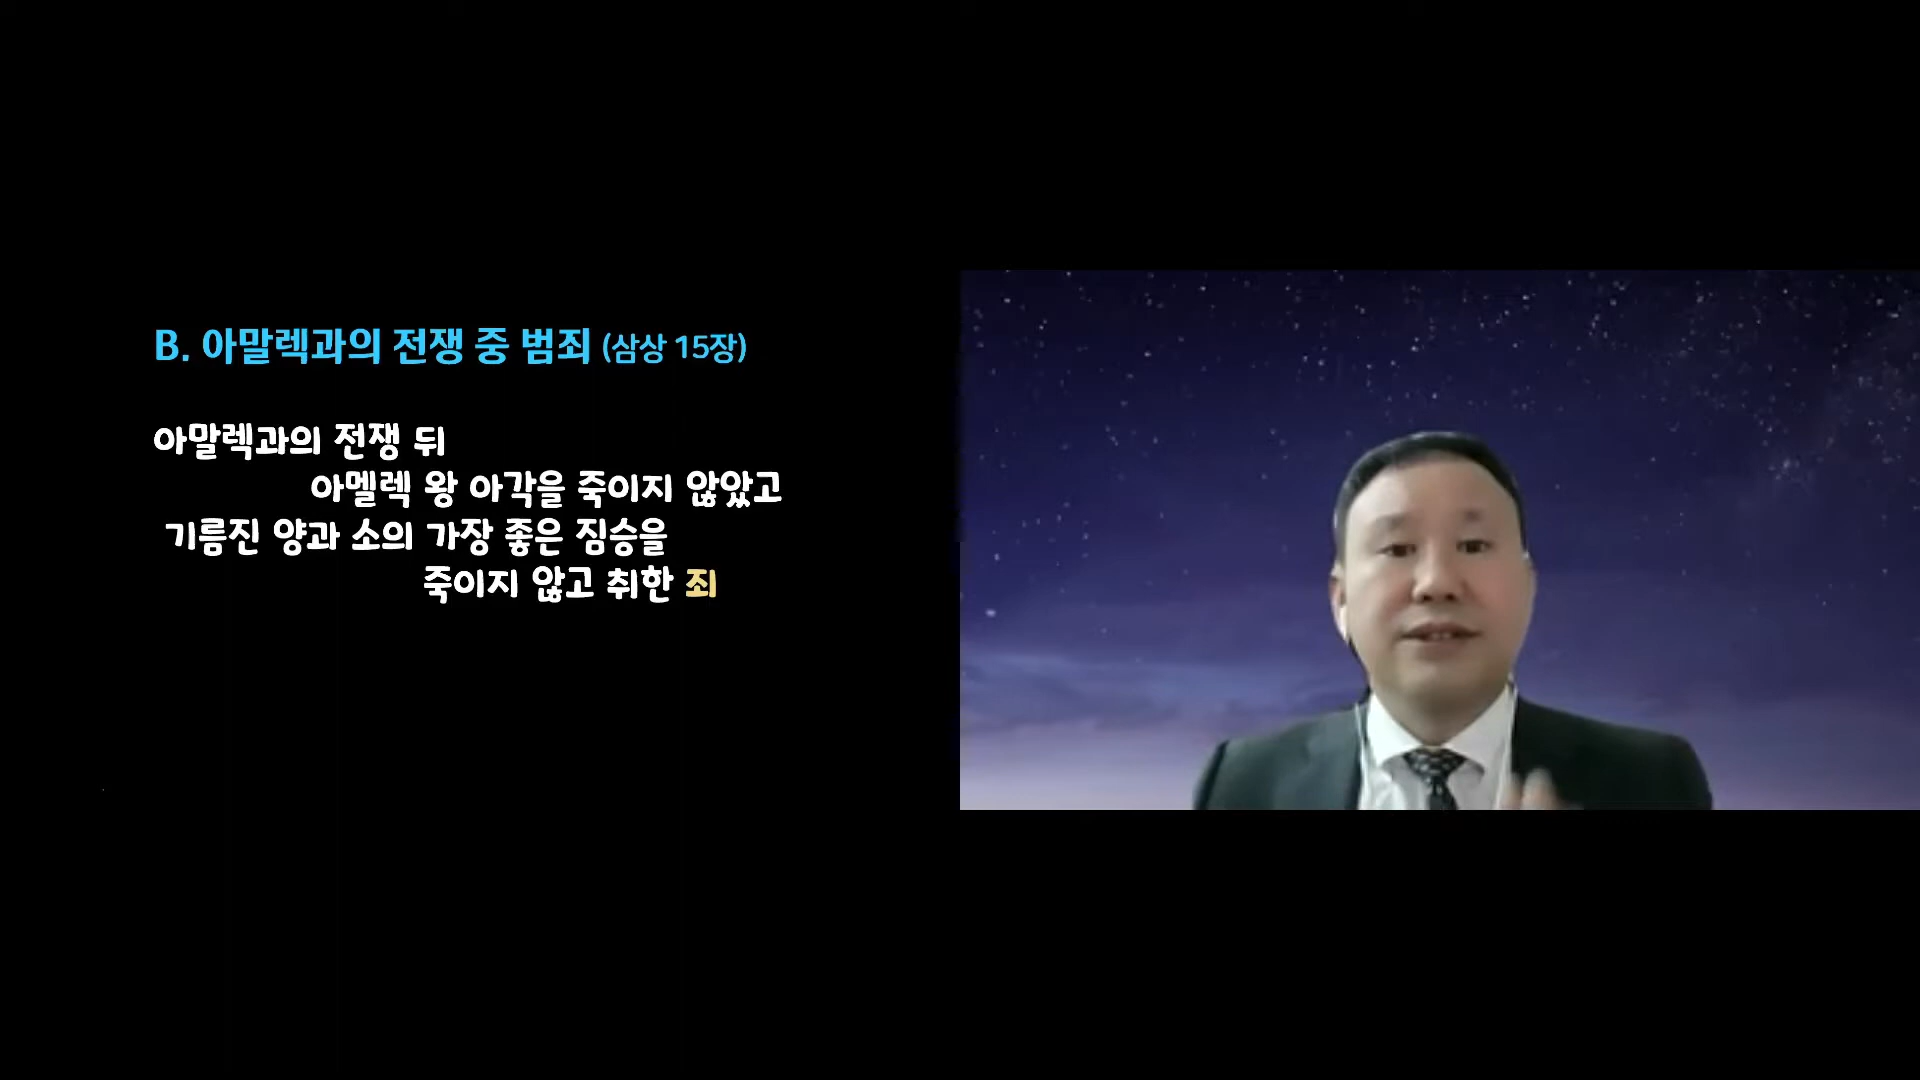 B. 아말렉과의 전쟁 중 범죄 (삼상 15장)
아말렉과의 전쟁 뒤
아멜렉 왕 아각을 죽이지 않았고
기름진 양과 소의 가장 좋은 짐승을
죽이지 않고 취한 죄